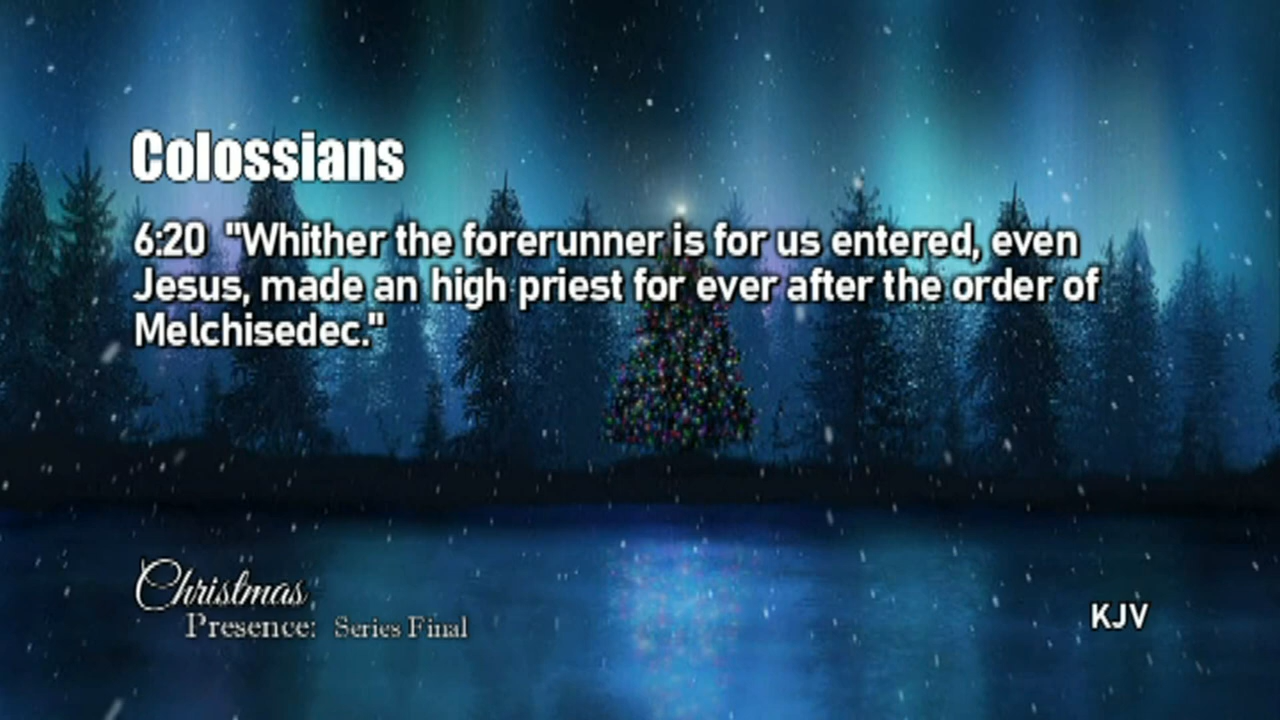 Colossians
6:20 "Whither the forerunner is for us entered, even
Jesus, made an high priest for ever after the order of
Melchisedec."
Christmas
Presence: Series Final
KJV